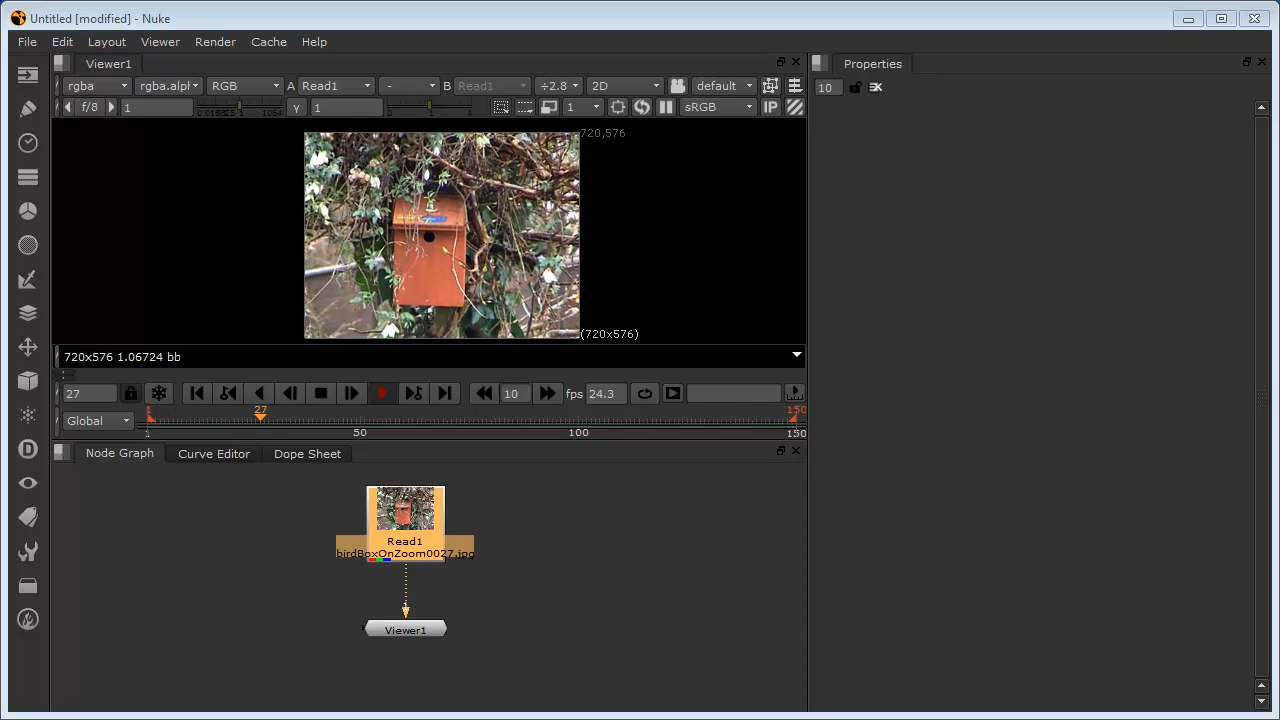 Untitled [modified] - Nuke
File Edit Layout Viewer Render Cache Help
Viewer1
Properties
rgba rgba.alpl RGB A Read1 - B Read1 ÷2.8 2D default
10
f/8 1 Y 1 1 sRGB IP
720,576
(720x576)
720x576 1.06724 bb
27 10 fps 24.3
Global 1 27 150
1 50 100 150
Node Graph Curve Editor Dope Sheet
Read1
birdBoxOnZoom0027.jpg
Viewer1